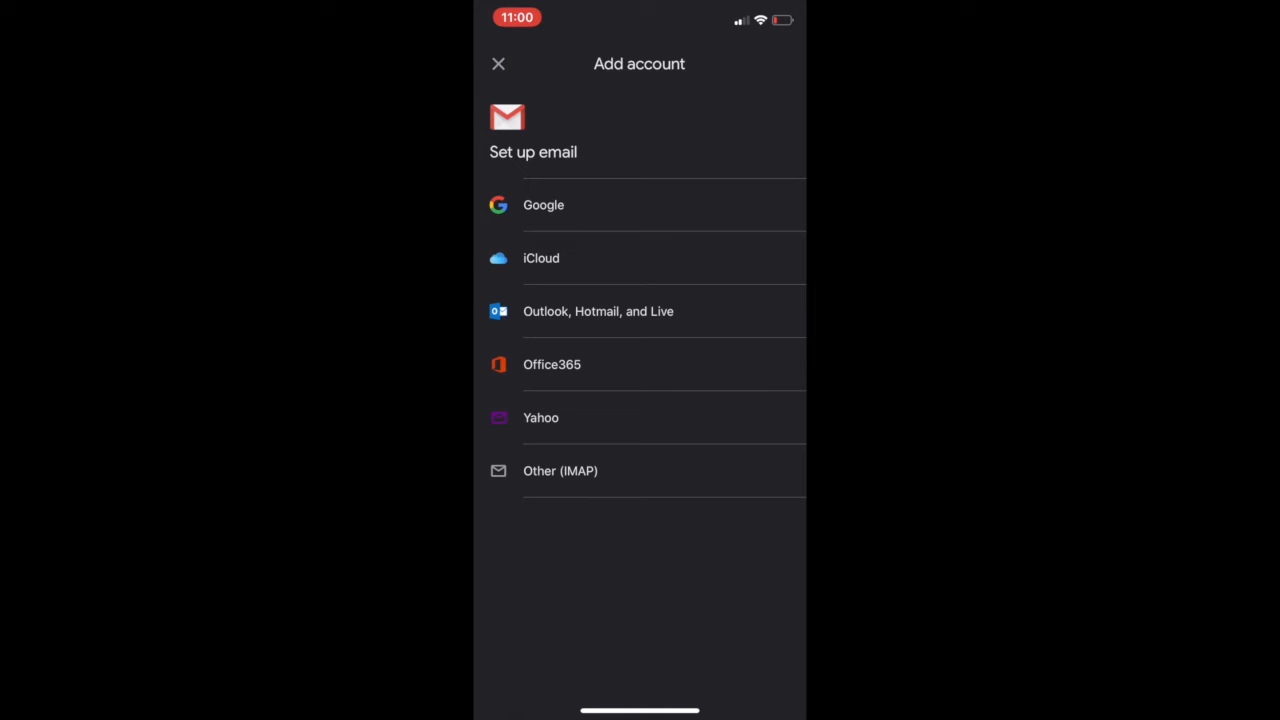 11:00
Add account
Set up email
Google
iCloud
Outlook, Hotmail, and Live
Office365
Yahoo
Other (IMAP)